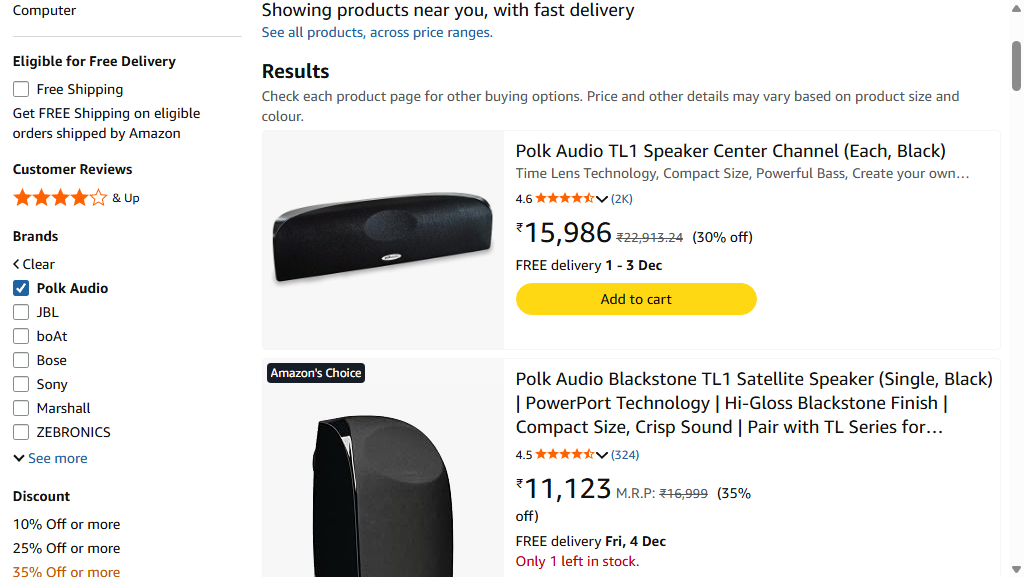 Computer
Eligible for Free Delivery
Free Shipping
Get FREE Shipping on eligible
orders shipped by Amazon
Customer Reviews
& Up
Brands
Clear
Polk Audio
JBL
boAt
Bose
Sony
Marshall
ZEBRONICS
See more
Discount
10% Off or more
25% Off or more
35% Off or more
Showing products near you, with fast delivery
See all products, across price ranges.
Results
Check each product page for other buying options. Price and other details may vary based on product size and
colour.
Polk Audio TL1 Speaker Center Channel (Each, Black)
Time Lens Technology, Compact Size, Powerful Bass, Create your own…
4.6 (2K)
₹15,986 ₹22,913.24 (30% off)
FREE delivery 1 - 3 Dec
Add to cart
Amazon's Choice
Polk Audio Blackstone TL1 Satellite Speaker (Single, Black)
| PowerPort Technology | Hi-Gloss Blackstone Finish |
Compact Size, Crisp Sound | Pair with TL Series for…
4.5 (324)
₹11,123 M.R.P: ₹16,999 (35%
off)
FREE delivery Fri, 4 Dec
Only 1 left in stock.